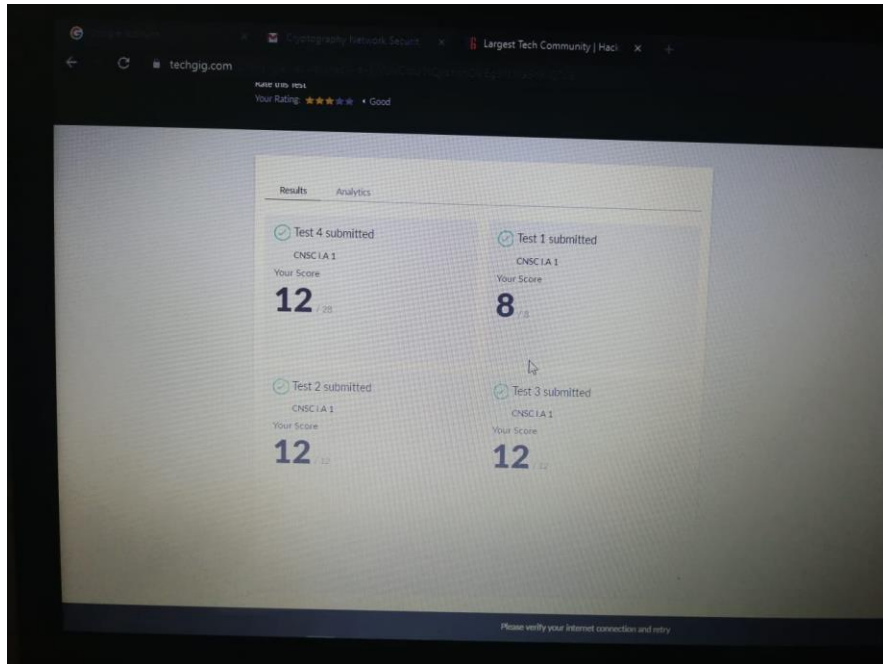 Cryptography Network Securit
Largest Tech Community | Hack
techgig.com
Rate this Test
Your Rating: • Good
Results Analytics
Test 4 submitted
CNSC I.A 1
Your Score
12 / 28
Test 1 submitted
CNSC I.A 1
Your Score
8 / 8
Test 2 submitted
CNSC I.A 1
Your Score
12 / 12
Test 3 submitted
CNSC I.A 1
Your Score
12 / 12
Please verify your internet connection and retry